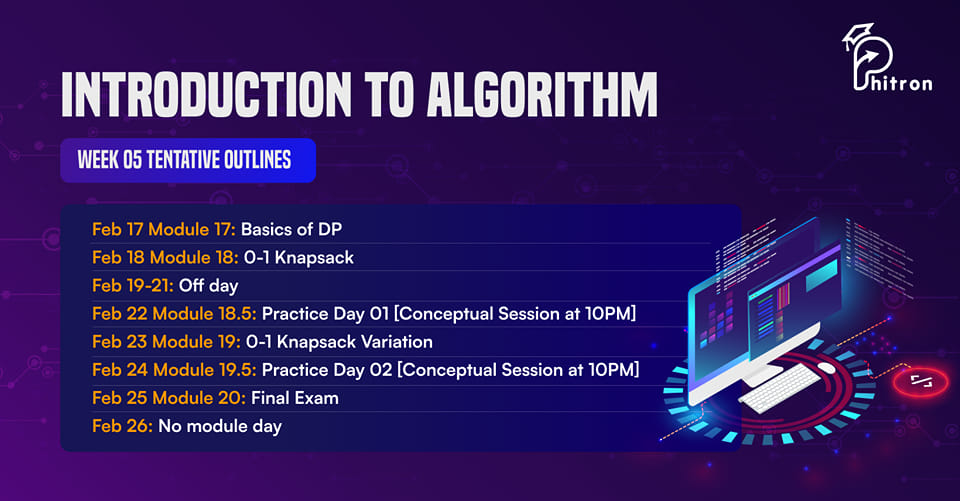 Phitron
INTRODUCTION TO ALGORITHM
WEEK 05 TENTATIVE OUTLINES
Feb 17 Module 17: Basics of DP
Feb 18 Module 18: 0-1 Knapsack
Feb 19-21: Off day
Feb 22 Module 18.5: Practice Day 01 [Conceptual Session at 10PM]
Feb 23 Module 19: 0-1 Knapsack Variation
Feb 24 Module 19.5: Practice Day 02 [Conceptual Session at 10PM]
Feb 25 Module 20: Final Exam
Feb 26: No module day